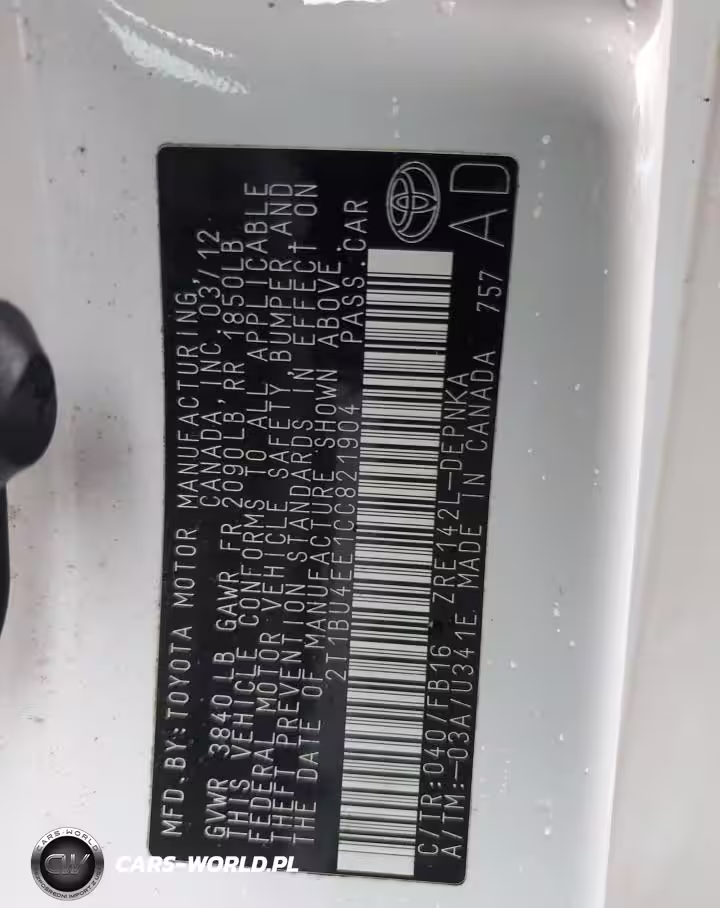 MFD. BY: TOYOTA MOTOR MANUFACTURING,
CANADA, INC. 03/12
GVWR 3840 LB GAWR FR 2090LB, RR 1850LB
THIS VEHICLE CONFORMS TO ALL APPLICABLE
FEDERAL MOTOR VEHICLE SAFETY, BUMPER AND
THEFT PREVENTION STANDARDS IN EFFECT ON
THE DATE OF MANUFACTURE SHOWN ABOVE
2T1BU4EE1CC821904 PASS.CAR
C/TR:040/FB16 ZRE142L-DEPNKA
A/TM:-03A/U341E MADE IN CANADA 757 AD
CARS-WORLD
CW
CARS-WORLD.PL